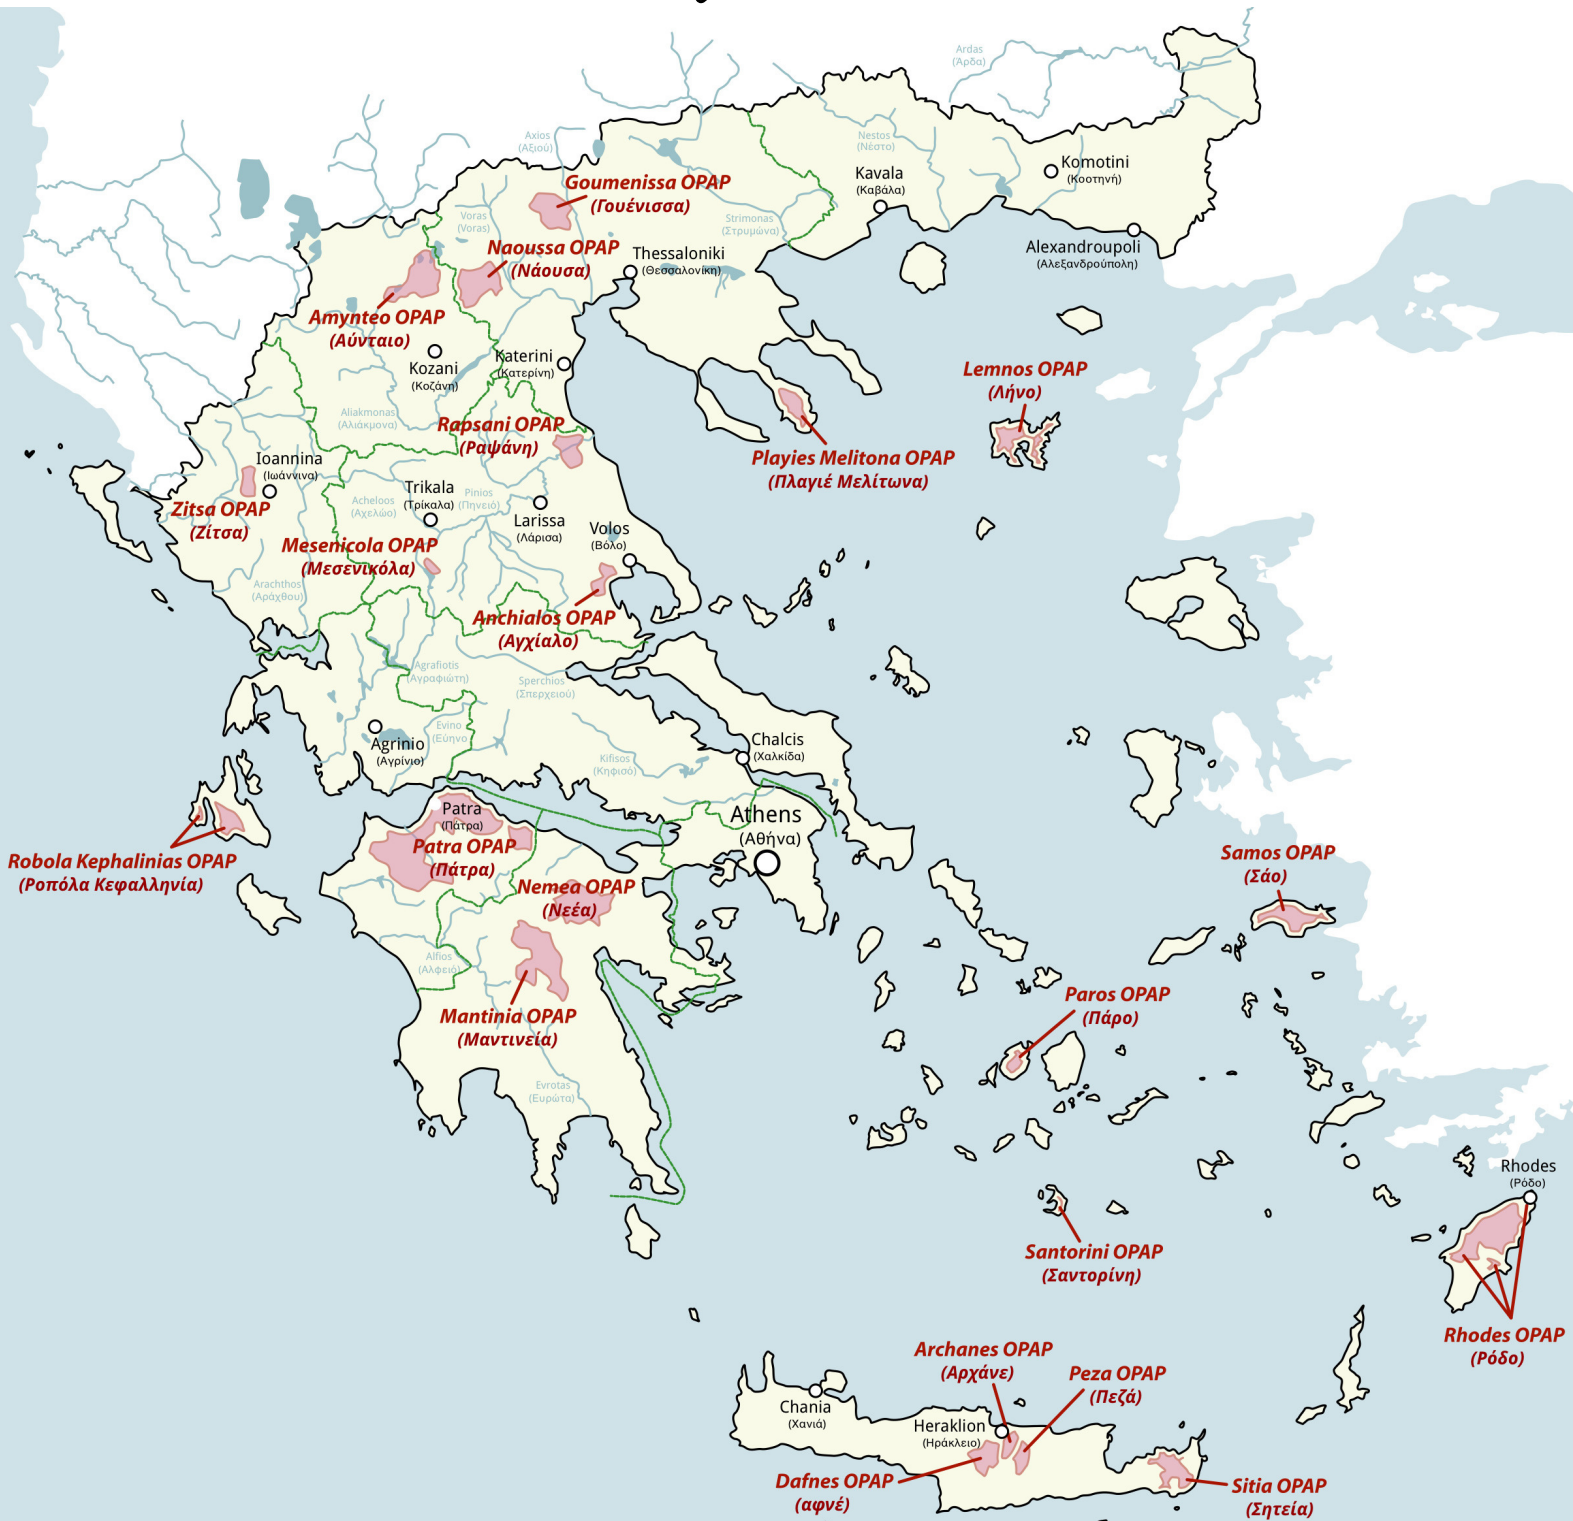 Ardas
(Άρδα)
Axios
(Αξιού)
Nestos
(Νέστο)
Komotini
(Κοοτηνή)
Kavala
(Καβάλα)
Goumenissa OPAP
(Γουένισσα)
Voras
(Voras)
Strimonas
(Στρυμώνα)
Alexandroupoli
(Αλεξανδρούπολη)
Naoussa OPAP
(Νάουσα)
Thessaloniki
(Θεσσαλονίκη)
Amynteo OPAP
(Αύνταιο)
Kozani
(Κοζάνη)
Katerini
(Κατερίνη)
Lemnos OPAP
(Λήνο)
Aliakmonas
(Αλιάκμονα)
Rapsani OPAP
(Ραψάνη)
Playies Melitona OPAP
(Πλαγιέ Μελίτωνα)
Ioannina
(Ιωάννινα)
Zitsa OPAP
(Ζίτσα)
Trikala
(Τρίκαλα)
Acheloos
(Αχελώο)
Pinios
(Πηνειό)
Larissa
(Λάρισα)
Volos
(Βόλο)
Mesenicola OPAP
(Μεσενικόλα)
Arachthos
(Αράχθου)
Anchialos OPAP
(Αγχίαλο)
Agrafiotis
(Αγραφιώτη)
Sperchios
(Σπερχειού)
Evino
(Εύηνο
Agrinio
(Αγρίνιο)
Kifisos
(Κηφισό)
Chalcis
(Χαλκίδα)
Patra
(Πάτρα)
Athens
(Αθήνα)
Patra OPAP
(Πάτρα)
Robola Kephalinias OPAP
(Ροπόλα Κεφαλληνία)
Samos OPAP
(Σάο)
Nemea OPAP
(Νεέα)
Alfios
(Αλφειό)
Mantinia OPAP
(Μαντινεία)
Paros OPAP
(Πάρο)
Evrotas
(Ευρώτα)
Rhodes
(Ρόδο)
Santorini OPAP
(Σαντορίνη)
Rhodes OPAP
(Ρόδο)
Archanes OPAP
(Αρχάνε)
Peza OPAP
(Πεζά)
Chania
(Χανιά)
Heraklion
(Ηράκλειο)
Dafnes OPAP
(αφνέ)
Sitia OPAP
(Σητεία)